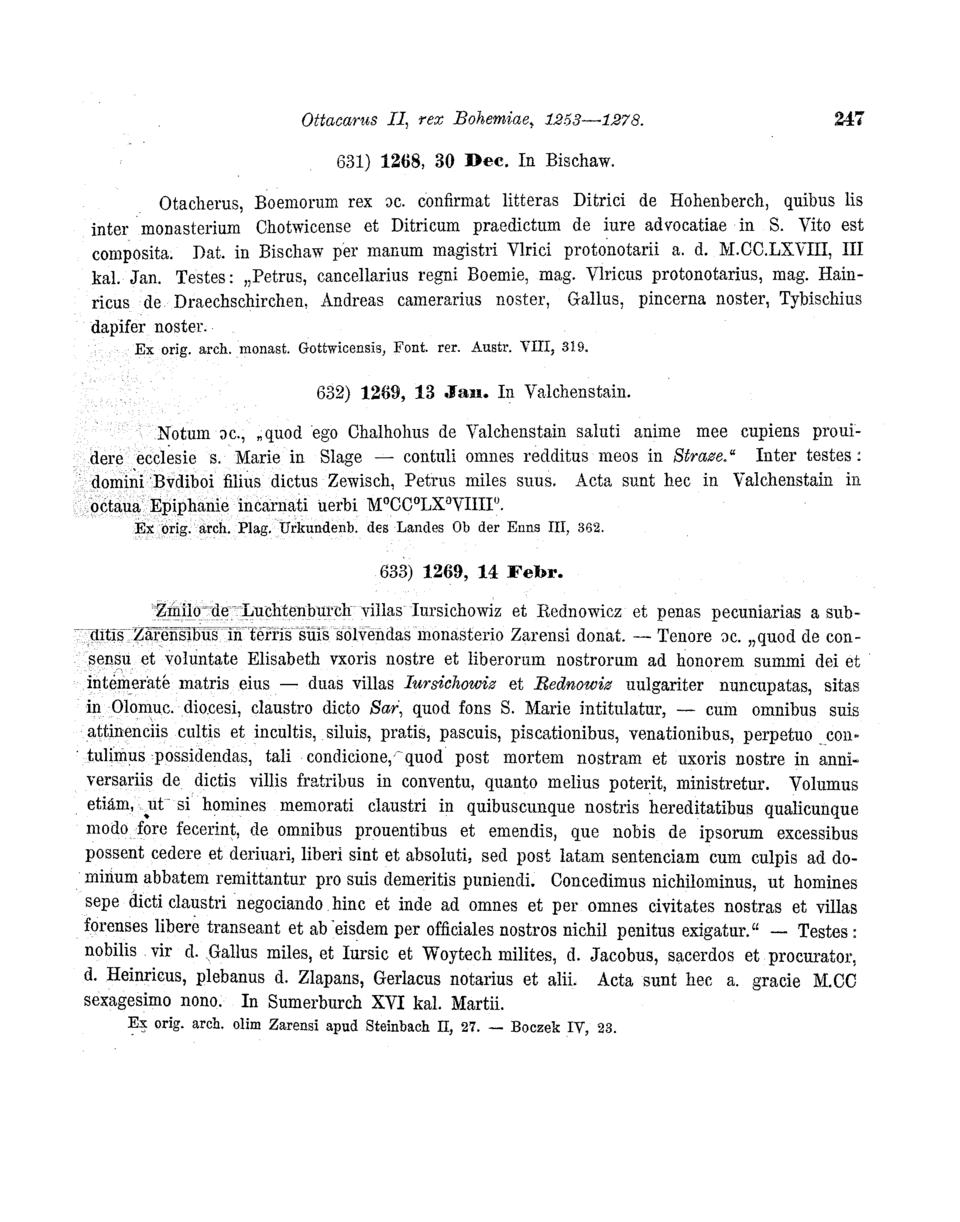 Ottacarus II, rex Bohemiae, 1253—1278. 247
631) 1268, 30 Dec. In Bischaw.
Otacherus, Boemorum rex ↄc. confirmat litteras Ditrici de Hohenberch, quibus lis
inter monasterium Chotwicense et Ditricum praedictum de iure advocatiae in S. Vito est
composita. Dat. in Bischaw per manum magistri Vlrici protonotarii a. d. M.CC.LXVIII, III
kal. Jan. Testes: „Petrus, cancellarius regni Boemie, mag. Vlricus protonotarius, mag. Hain-
ricus de Draechschirchen, Andreas camerarius noster, Gallus, pincerna noster, Tybischius
dapifer noster.
Ex orig. arch. monast. Gottwicensis, Font. rer. Austr. VIII, 319.
632) 1269, 13 Jan. In Valchenstain.
Notum ↄc., „quod ego Chalhohus de Valchenstain saluti anime mee cupiens proui-
dere ecclesie s. Marie in Slage — contuli omnes redditus meos in Straze.“ Inter testes:
domini Bvdiboi filius dictus Zewisch, Petrus miles suus. Acta sunt hec in Valchenstain in
octaua Epiphanie incarnati uerbi M⁰CC⁰LX⁰VIIII⁰.
Ex orig. arch. Plag. Urkundenb. des Landes Ob der Enns III, 362.
633) 1269, 14 Febr.
Zmilo de Luchtenburch villas Iursichowiz et Rednowicz et penas pecuniarias a sub-
ditis Zarensibus in terris suis solvendas monasterio Zarensi donat. — Tenore ↄc. „quod de con-
sensu et voluntate Elisabeth vxoris nostre et liberorum nostrorum ad honorem summi dei et
intemerate matris eius — duas villas Iursichowiz et Rednowiz uulgariter nuncupatas, sitas
in Olomuc. diocesi, claustro dicto Sar, quod fons S. Marie intitulatur, — cum omnibus suis
attinenciis cultis et incultis, siluis, pratis, pascuis, piscationibus, venationibus, perpetuo con-
tulimus possidendas, tali condicione, quod post mortem nostram et uxoris nostre in anni-
versariis de dictis villis fratribus in conventu, quanto melius poterit, ministretur. Volumus
etiam, ut si homines memorati claustri in quibuscunque nostris hereditatibus qualicunque
modo fore fecerint, de omnibus prouentibus et emendis, que nobis de ipsorum excessibus
possent cedere et deriuari, liberi sint et absoluti, sed post latam sentenciam cum culpis ad do-
minum abbatem remittantur pro suis demeritis puniendi. Concedimus nichilominus, ut homines
sepe dicti claustri negociando hinc et inde ad omnes et per omnes civitates nostras et villas
forenses libere transeant et ab eisdem per officiales nostros nichil penitus exigatur.“ — Testes:
nobilis vir d. Gallus miles, et Iursic et Woytech milites, d. Jacobus, sacerdos et procurator,
d. Heinricus, plebanus d. Zlapans, Gerlacus notarius et alii. Acta sunt hec a. gracie M.CC
sexagesimo nono. In Sumerburch XVI kal. Martii.
Ex orig. arch. olim Zarensi apud Steinbach II, 27. — Boczek IV, 23.